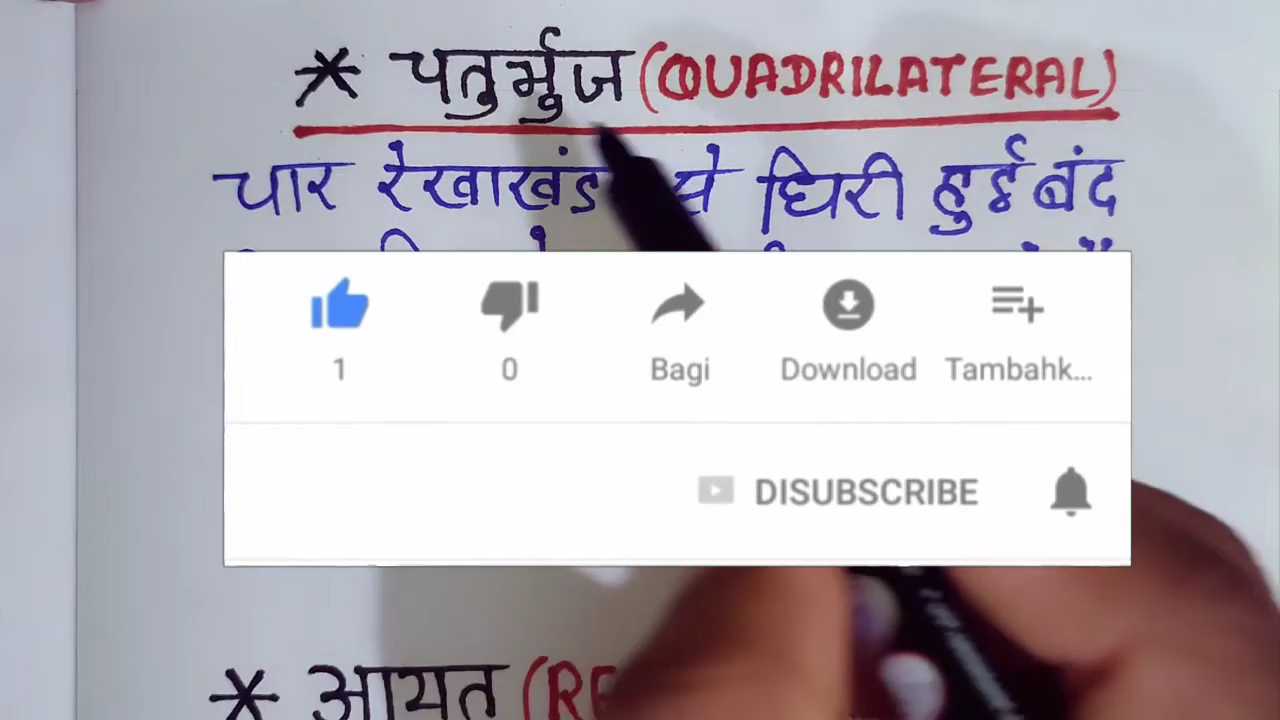 * चतुर्भुज (QUADRILATERAL)
चार रेखाखंड से घिरी हुई बंद
1 0 Bagi Download Tambahk...
DISUBSCRIBE
* आयत (RE